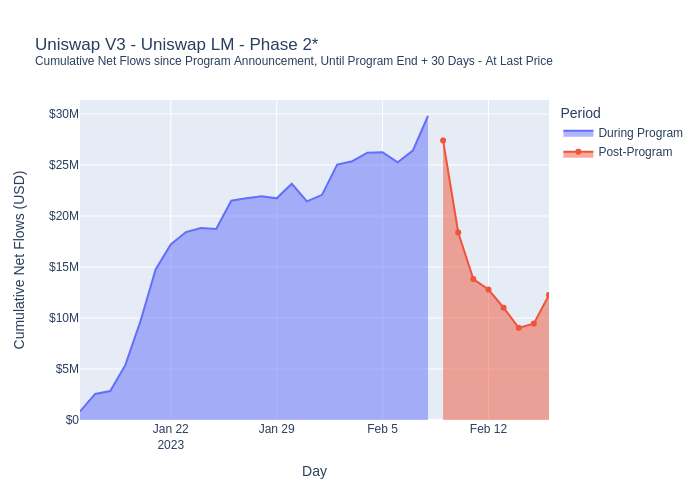 Uniswap V3 - Uniswap LM - Phase 2*
Cumulative Net Flows since Program Announcement, Until Program End + 30 Days - At Last Price
Period
During Program
Post-Program
Cumulative Net Flows (USD)
$30M
$25M
$20M
$15M
$10M
$5M
$0
Jan 22
2023
Jan 29
Feb 5
Feb 12
Day